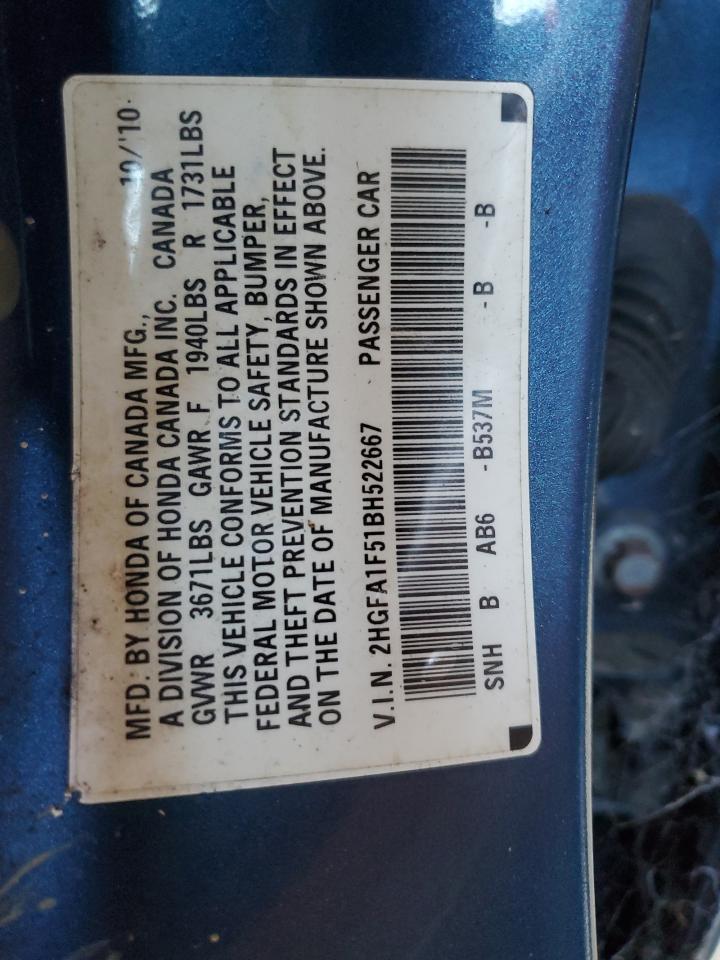 MFD. BY HONDA OF CANADA MFG., 10/'10
A DIVISION OF HONDA CANADA INC. CANADA
GVWR 3671LBS GAWR F 1940LBS R 1731LBS
THIS VEHICLE CONFORMS TO ALL APPLICABLE
FEDERAL MOTOR VEHICLE SAFETY, BUMPER,
AND THEFT PREVENTION STANDARDS IN EFFECT
ON THE DATE OF MANUFACTURE SHOWN ABOVE.
V.I.N. 2HGFA1F51BH522667 PASSENGER CAR
SNH B AB6 -B537M -B -B